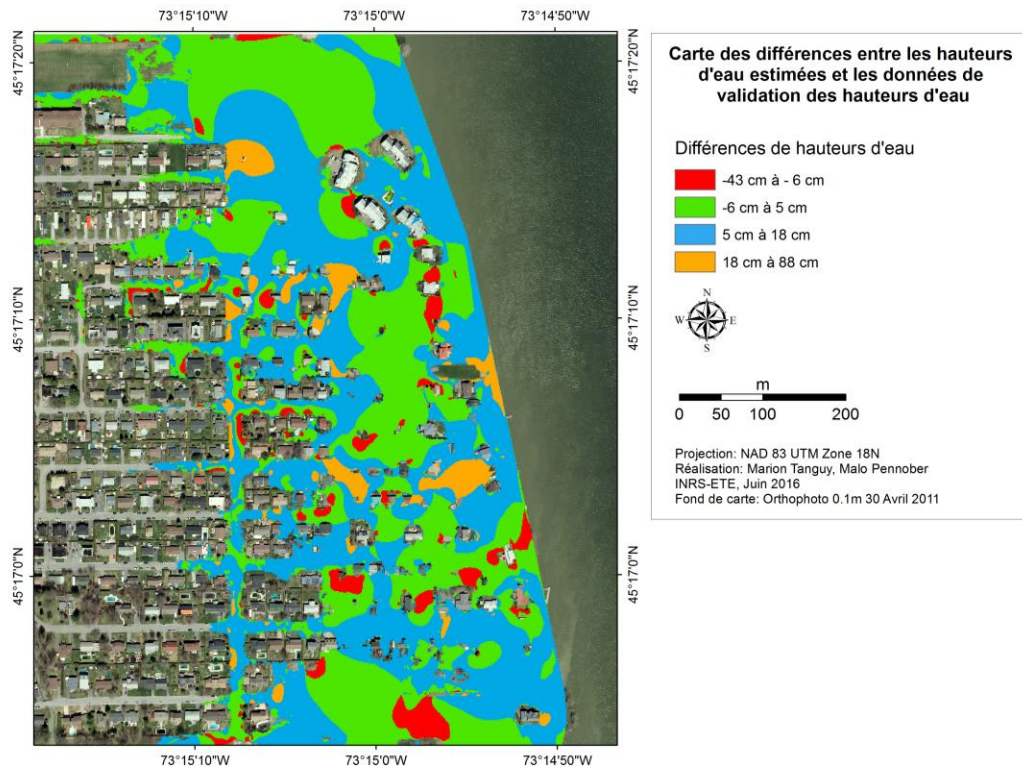 73°15'10"W
73°15'0"W
73°14'50"W
45°17'20"N
45°17'20"N
45°17'10"N
45°17'10"N
45°17'0"N
45°17'0"N
73°15'10"W
73°15'0"W
73°14'50"W
Carte des différences entre les hauteurs
d'eau estimées et les données de
validation des hauteurs d'eau
Différences de hauteurs d'eau
-43 cm à - 6 cm
-6 cm à 5 cm
5 cm à 18 cm
18 cm à 88 cm
N
W E
S
m
0 50 100 200
Projection: NAD 83 UTM Zone 18N
Réalisation: Marion Tanguy, Malo Pennober
INRS-ETE, Juin 2016
Fond de carte: Orthophoto 0.1m 30 Avril 2011